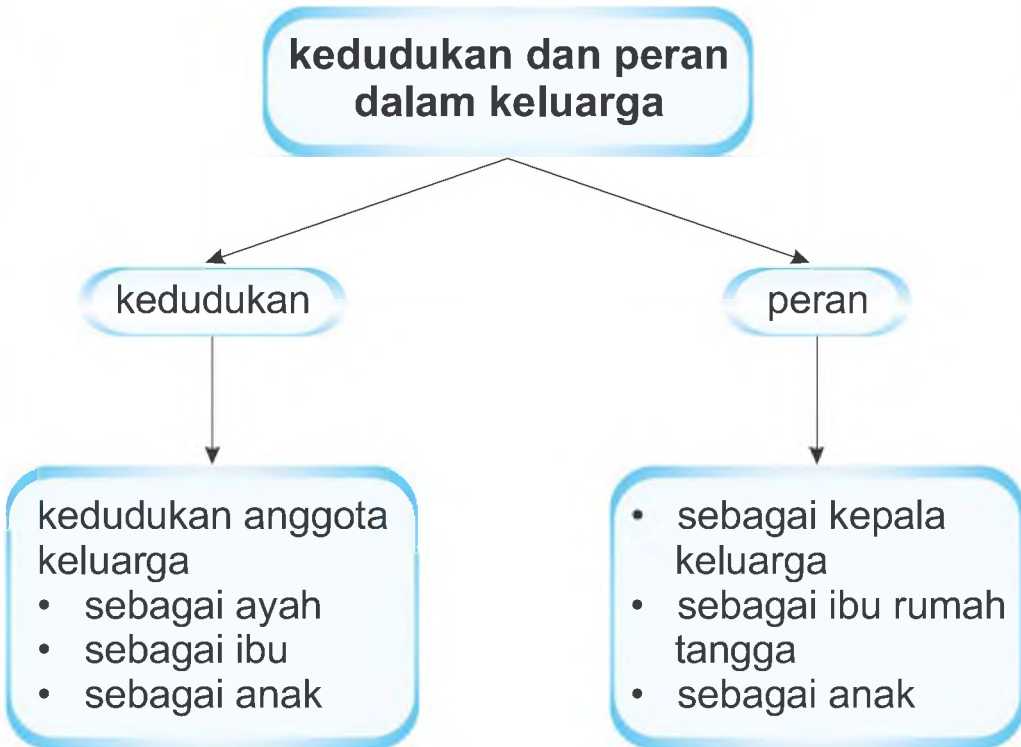 kedudukan dan peran
dalam keluarga
kedudukan
peran
kedudukan anggota
keluarga
• sebagai ayah
• sebagai ibu
• sebagai anak
• sebagai kepala
keluarga
• sebagai ibu rumah
tangga
• sebagai anak